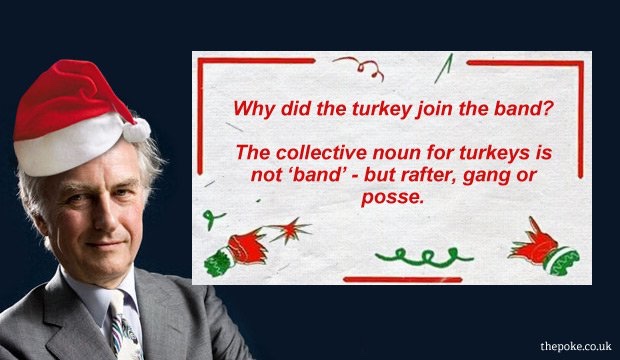 Why did the turkey join the band?
The collective noun for turkeys is
not ‘band’ - but rafter, gang or
posse.
thepoke.co.uk